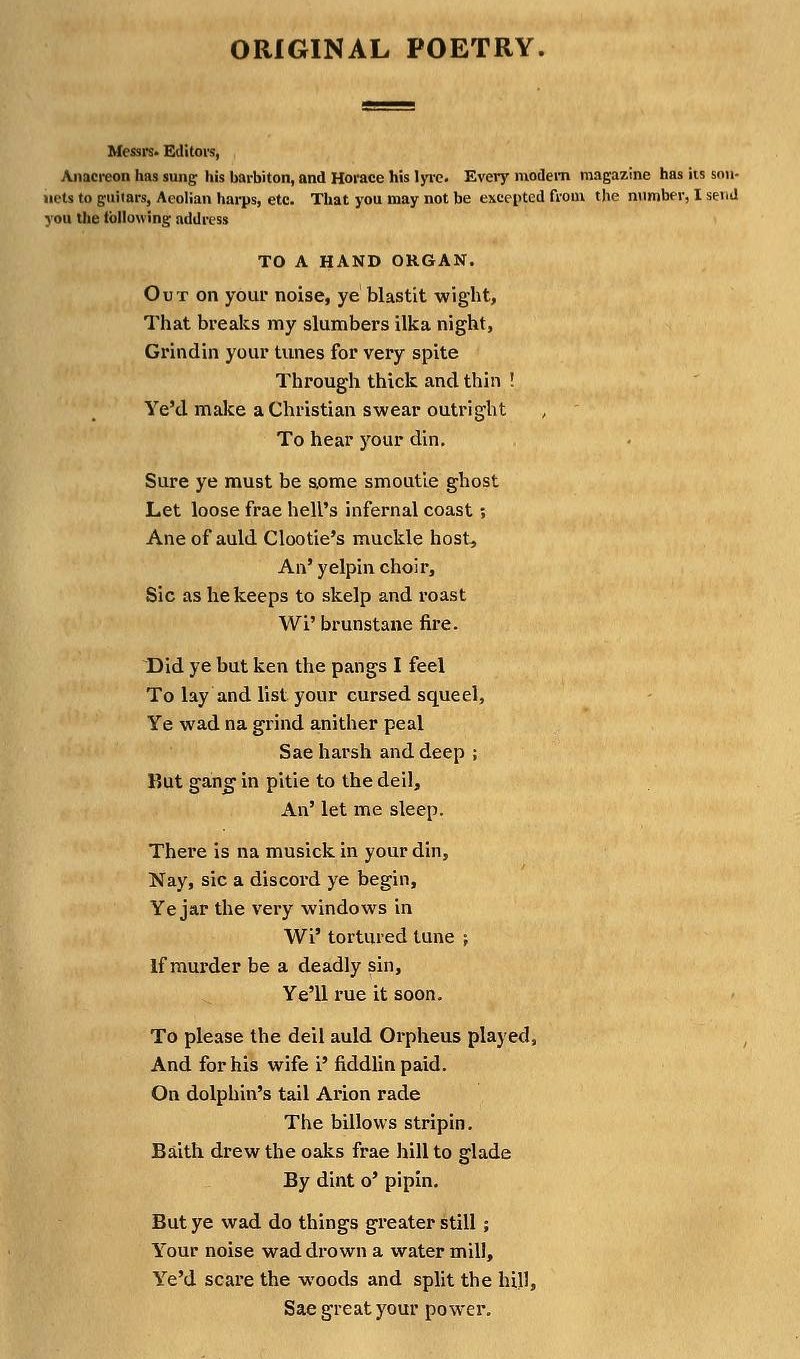 ORIGINAL POETRY.
Messrs. Editors,
Anacreon has sung his barbiton, and Horace his lyre. Every modern magazine has its son-
nets to guitars, Aeolian harps, etc. That you may not be excepted from the number, I send
you the following address
TO A HAND ORGAN.
OUT on your noise, ye blastit wight,
That breaks my slumbers ilka night,
Grindin your tunes for very spite
Through thick and thin !
Ye'd make a Christian swear outright
To hear your din.
Sure ye must be some smoutie ghost
Let loose frae hell's infernal coast ;
Ane of auld Clootie's muckle host,
An' yelpin choir,
Sic as he keeps to skelp and roast
Wi' brunstane fire.
Did ye but ken the pangs I feel
To lay and list your cursed squeel,
Ye wad na grind anither peal
Sae harsh and deep ;
But gang in pitie to the deil,
An' let me sleep.
There is na musick in your din,
Nay, sic a discord ye begin,
Ye jar the very windows in
Wi' tortured tune ;
If murder be a deadly sin,
Ye'll rue it soon.
To please the deil auld Orpheus played,
And for his wife i' fiddlin paid.
On dolphin's tail Arion rade
The billows stripin.
Baith drew the oaks frae hill to glade
By dint o' pipin.
But ye wad do things greater still ;
Your noise wad drown a water mill,
Ye'd scare the woods and split the hill,
Sae great your power.